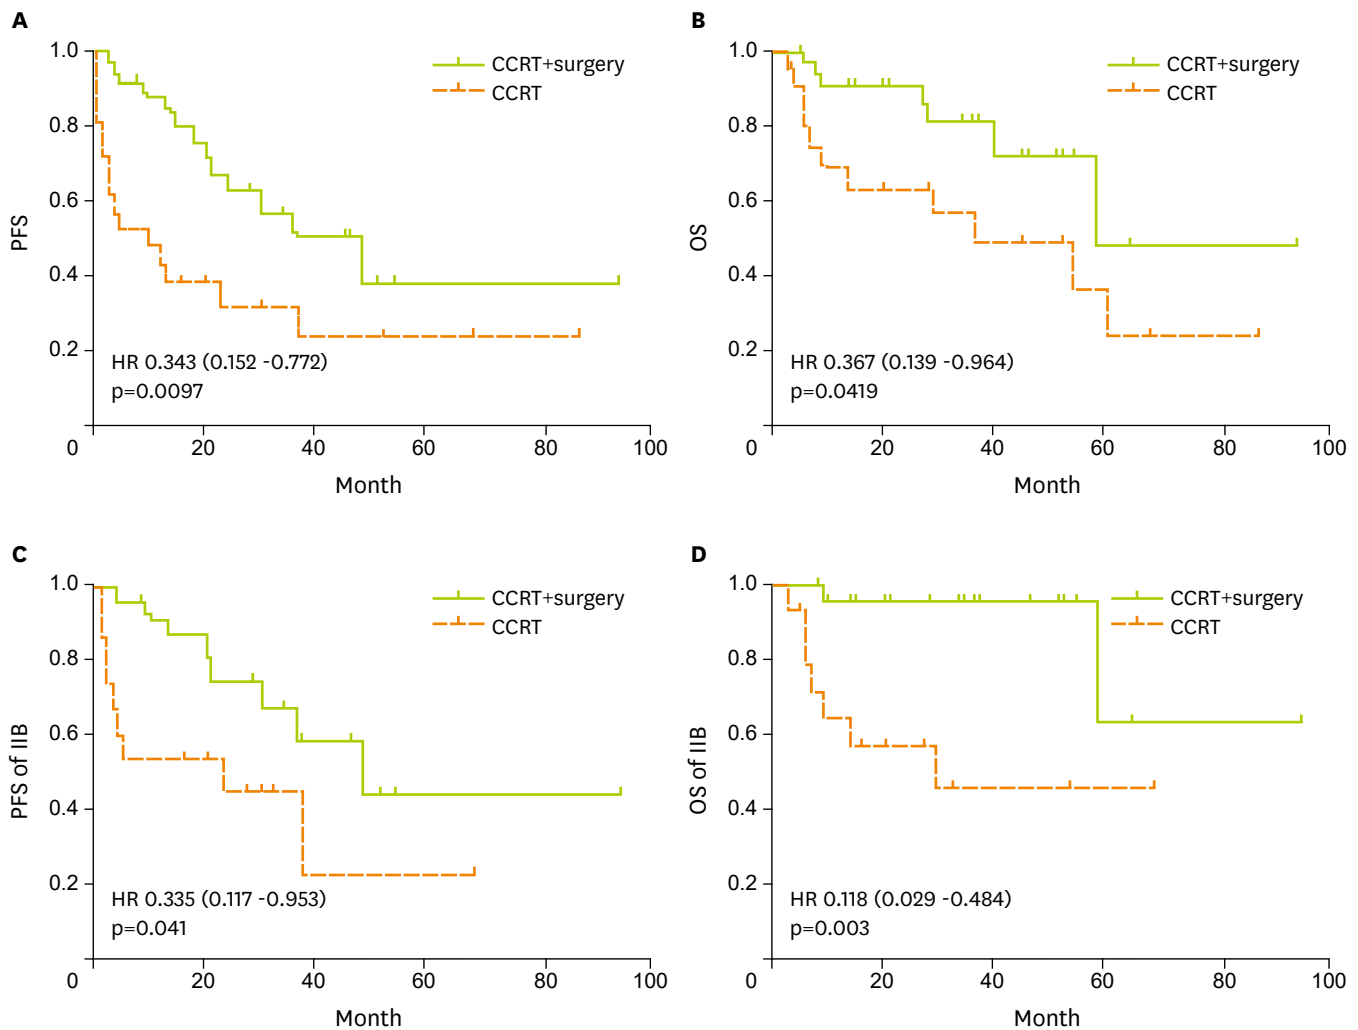 A
PFS
1.0
0.8
0.6
0.4
0.2
CCRT+surgery
CCRT
HR 0.343 (0.152 -0.772)
p=0.0097
0 20 40 60 80 100
Month
B
OS
1.0
0.8
0.6
0.4
0.2
CCRT+surgery
CCRT
HR 0.367 (0.139 -0.964)
p=0.0419
0 20 40 60 80 100
Month
C
PFS of IIB
1.0
0.8
0.6
0.4
0.2
CCRT+surgery
CCRT
HR 0.335 (0.117 -0.953)
p=0.041
0 20 40 60 80 100
Month
D
OS of IIB
1.0
0.8
0.6
0.4
0.2
CCRT+surgery
CCRT
HR 0.118 (0.029 -0.484)
p=0.003
0 20 40 60 80 100
Month